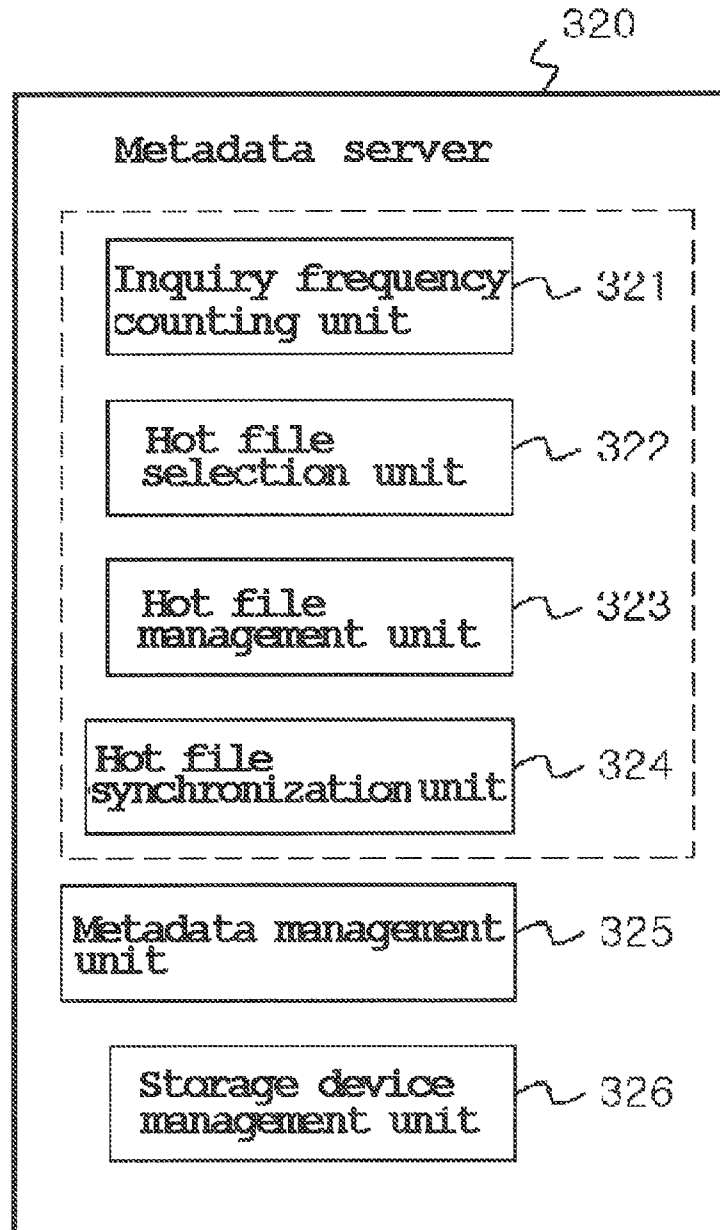 320
Metadata server
Inquiry frequency
counting unit
321
Hot file
selection unit
322
Hot file
management unit
323
Hot file
synchronization unit
324
Metadata management
unit
325
Storage device
management unit
326